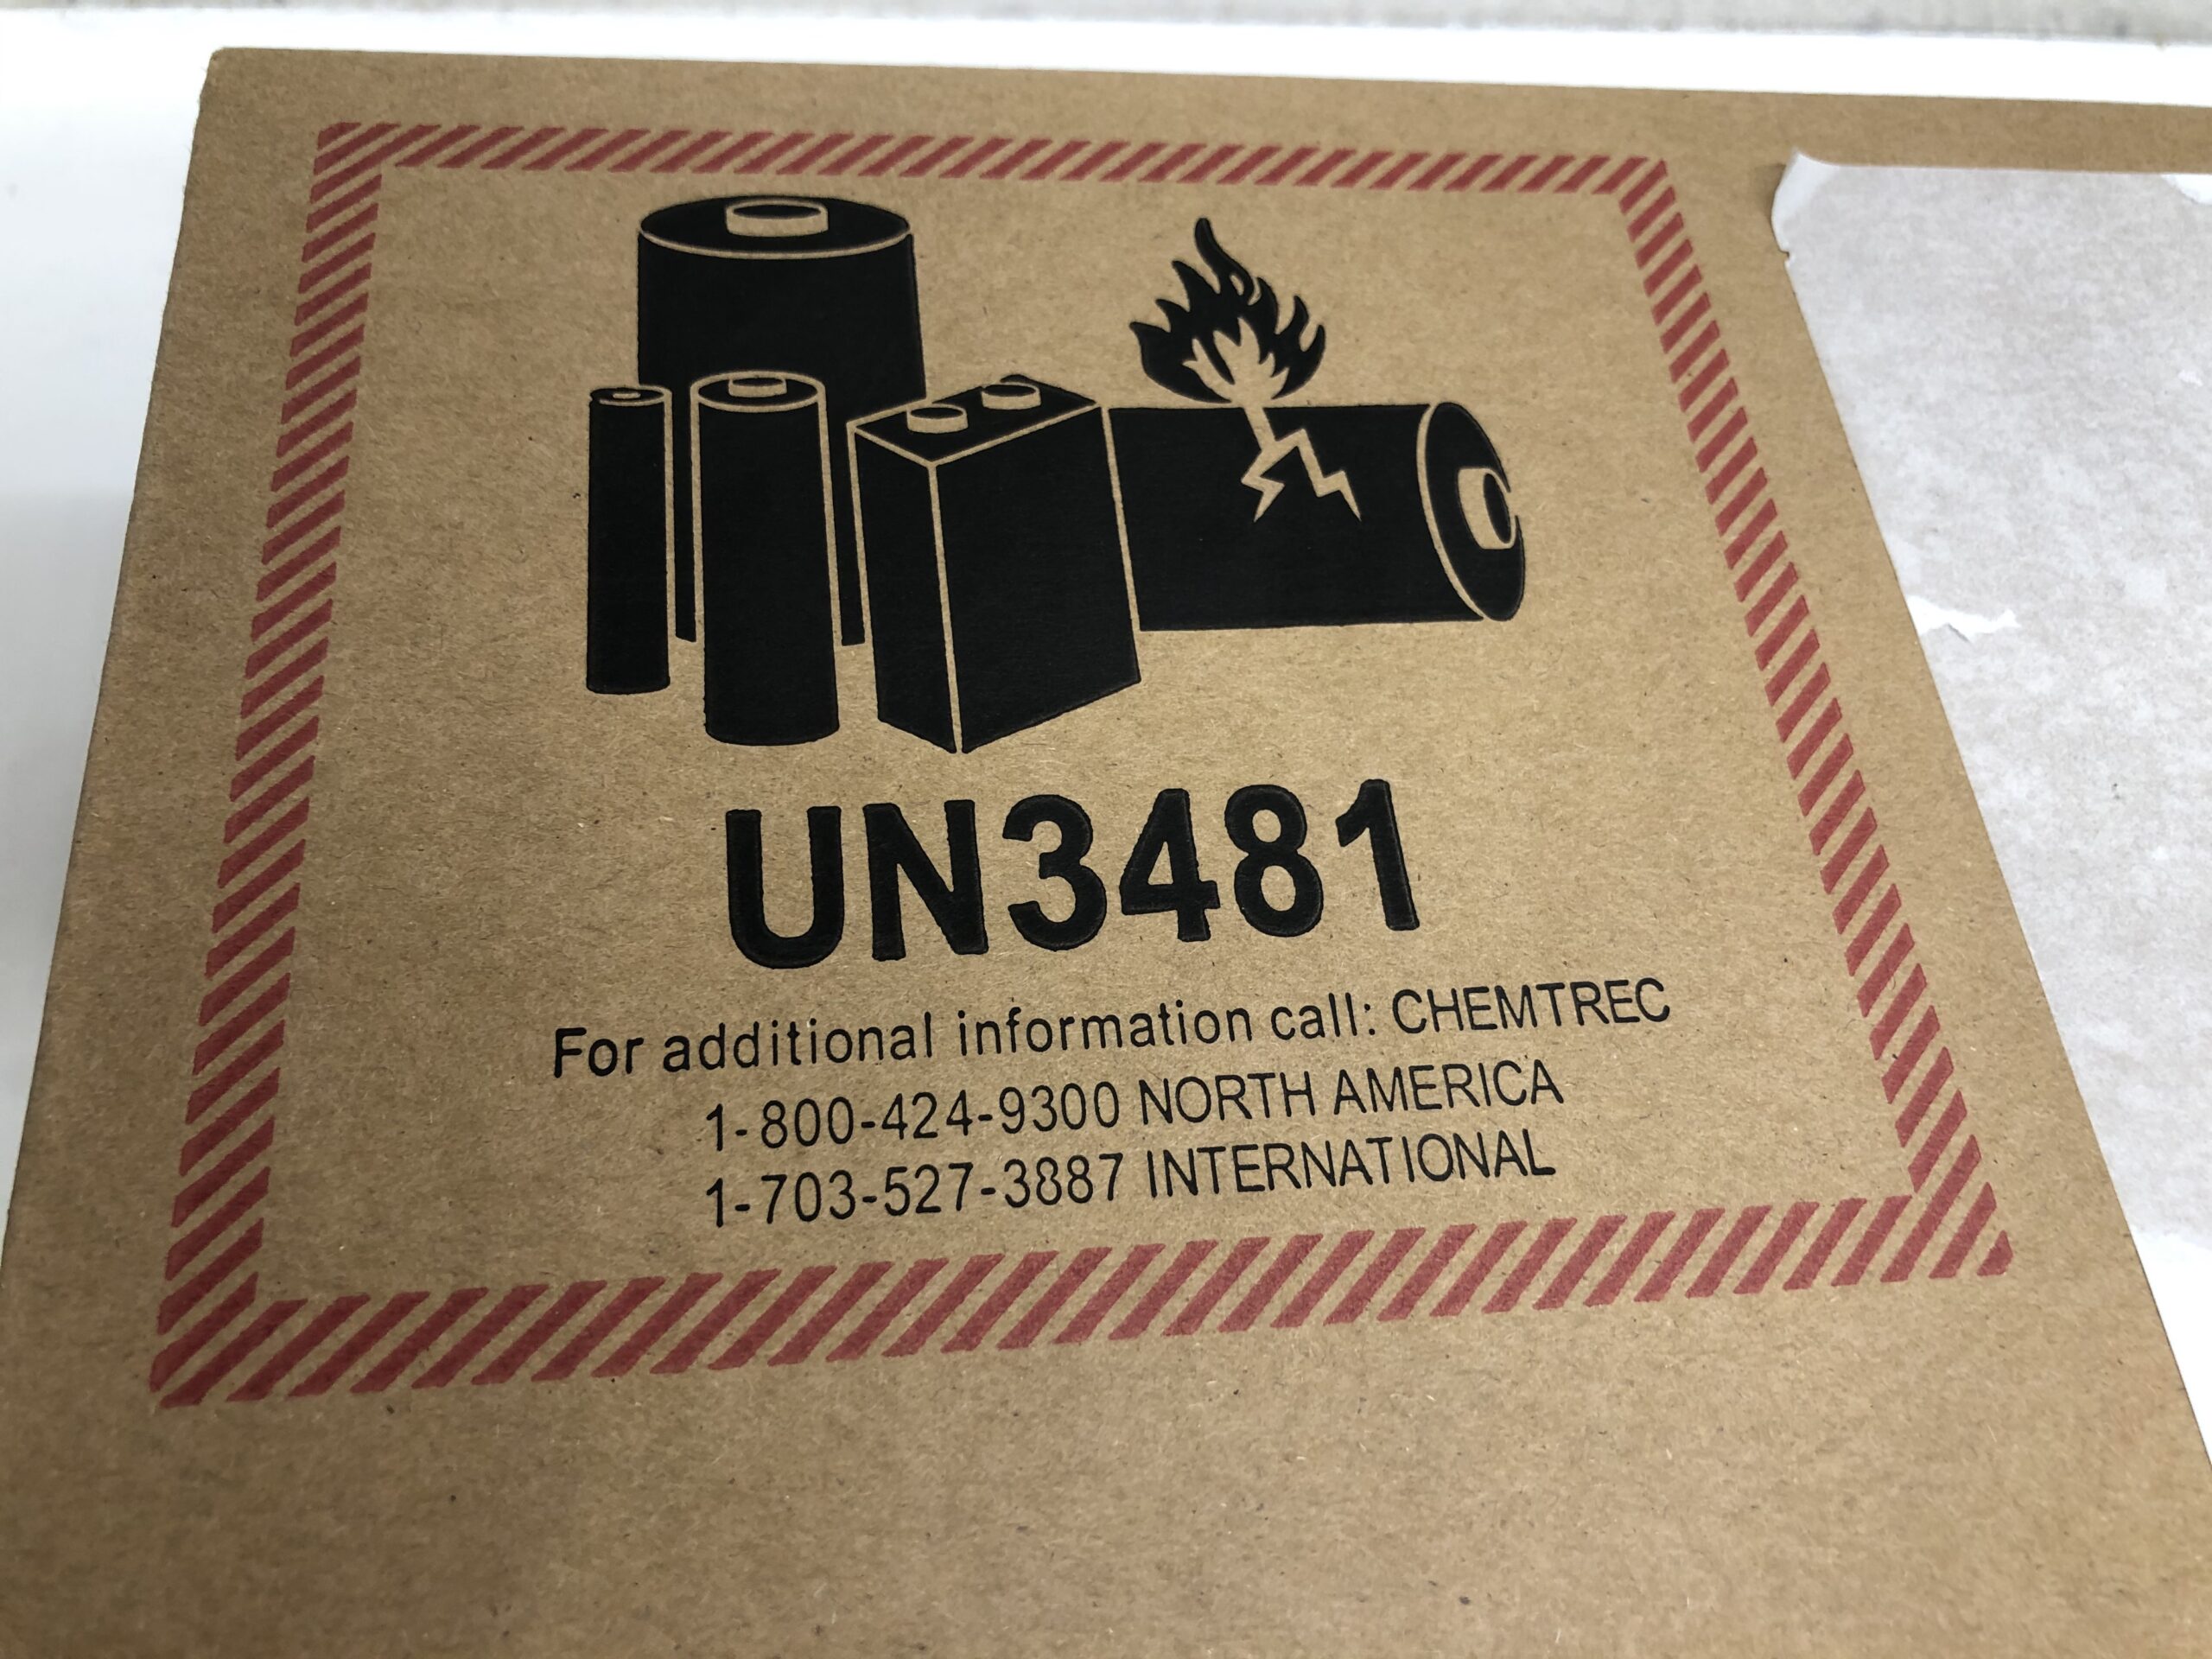 UN3481
For additional information call: CHEMTREC
1-800-424-9300 NORTH AMERICA
1-703-527-3887 INTERNATIONAL